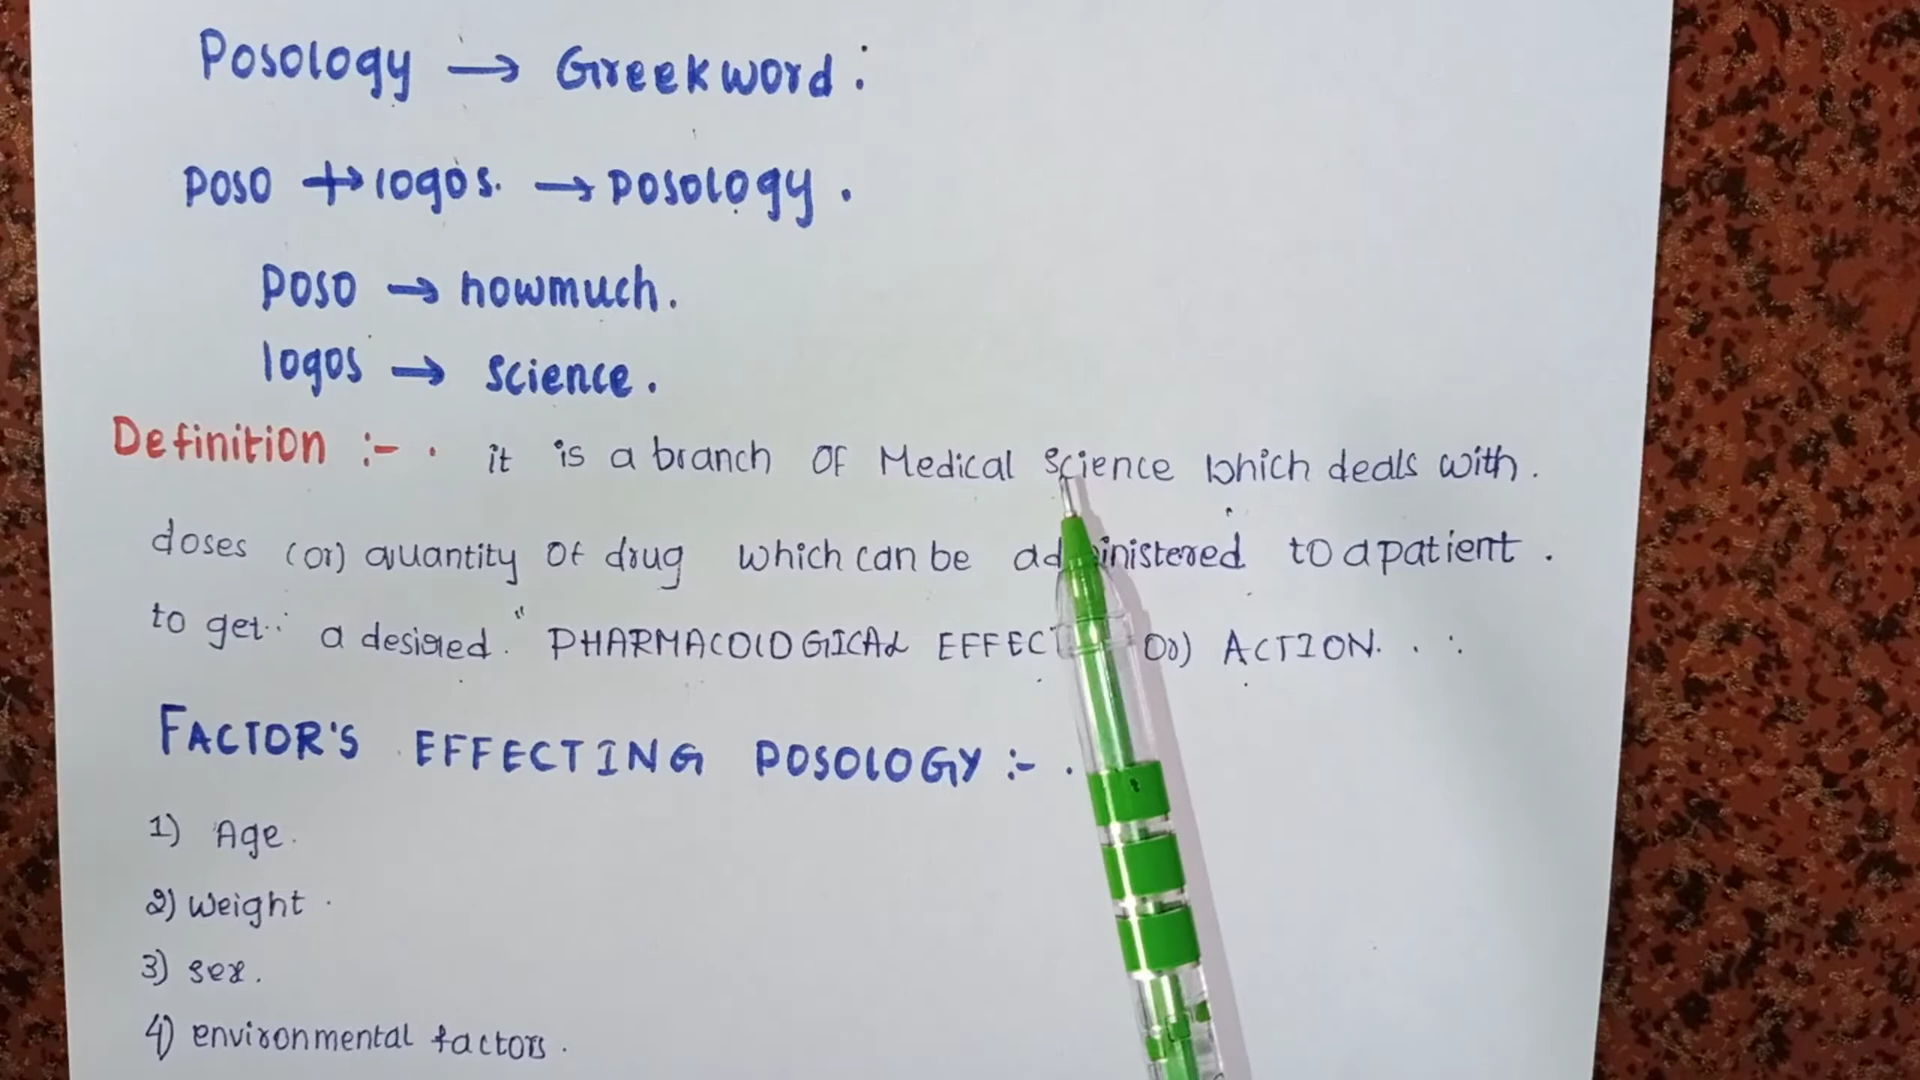 Posology → Greek word :
Poso + → logos. → posology.
poso → howmuch.
logos → science.
Definition :- . it is a branch OF Medical science which deals with.
doses (or) quantity Of drug which can be administered to a patient.
to get a desired. " PHARMACOLOGICAL EFFECT (Or) ACTION.
FACTOR'S EFFECTING POSOLOGY :- .
1) Age.
2) Weight.
3) sex.
4) environmental factors.